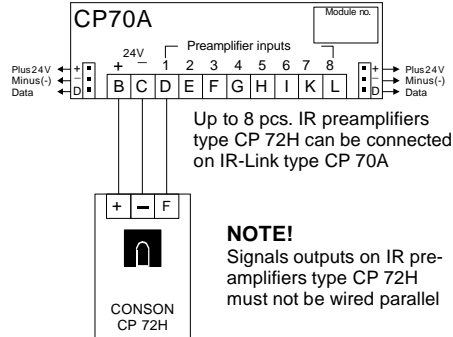 CP70A
Module no.
24V
Preamplifier inputs
+ − 1 2 3 4 5 6 7 8
Plus24V + B C D E F G H I K L + Plus24V
Minus(-) − − Minus(-)
Data D D Data
Up to 8 pcs. IR preamplifiers
type CP 72H can be connected
on IR-Link type CP 70A
+ − F
NOTE!
Signals outputs on IR pre-
amplifiers type CP 72H
must not be wired parallel
CONSON
CP 72H